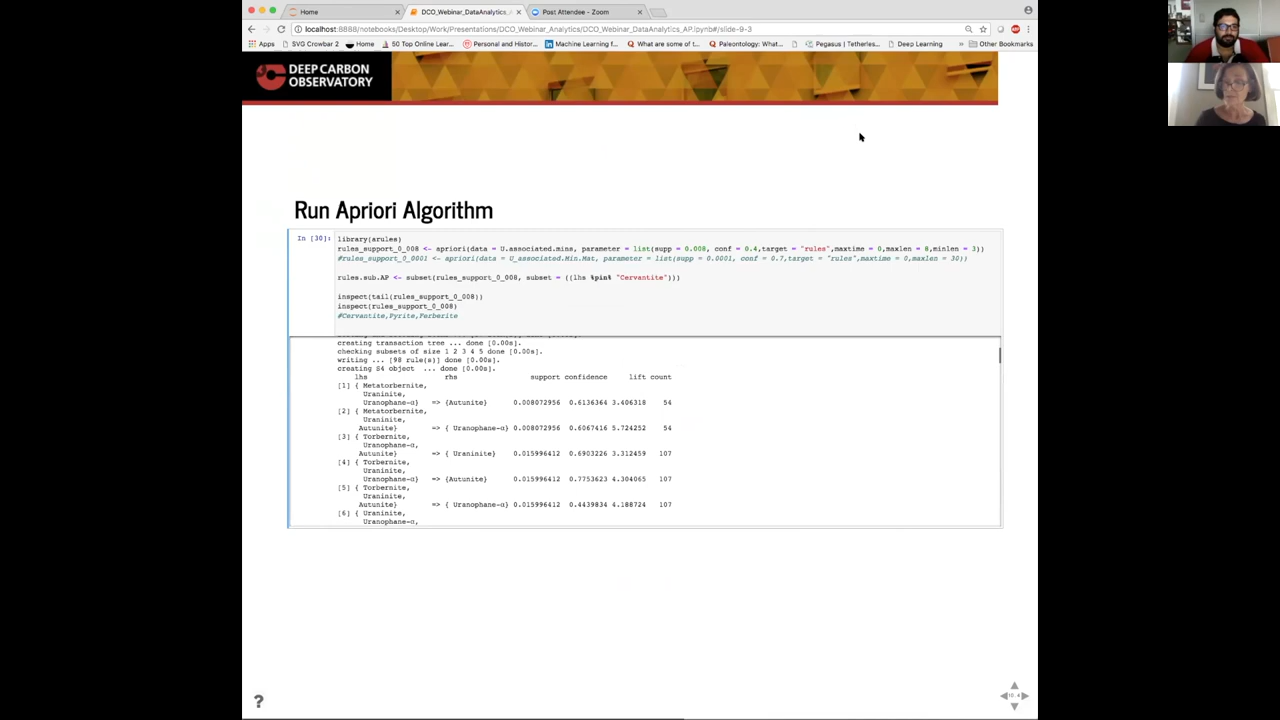 Home
DCO_Webinar_DataAnalytics_A
Post Attendee - Zoom
localhost:8888/notebooks/Desktop/Work/Presentations/DCO_Webinar_Analytics/DCO_Webinar_DataAnalytics_AP.ipynb#/slide-9-3
Apps SVG Crowbar 2 Home 50 Top Online Lear... Personal and Histor... Machine Learning f... What are some of t... Paleontology: What... Pegasus | Tetherles... Deep Learning » Other Bookmarks
DEEP CARBON
OBSERVATORY
Run Apriori Algorithm
In [30]: library(arules)
rules_support_0_008 <- apriori(data = U.associated.mins, parameter = list(supp = 0.008, conf = 0.4,target = "rules",maxtime = 0,maxlen = 8,minlen = 3))
#rules_support_0_0001 <- apriori(data = U_associated.Min.Mat, parameter = list(supp = 0.0001, conf = 0.7,target = "rules",maxtime = 0,maxlen = 30))
rules.sub.AP <- subset(rules_support_0_008, subset = ((lhs %pin% "Cervantite")))
inspect(tail(rules_support_0_008))
inspect(rules_support_0_008)
#Cervantite,Pyrite,Ferberite
creating transaction tree ... done [0.00s].
checking subsets of size 1 2 3 4 5 done [0.00s].
writing ... [98 rule(s)] done [0.00s].
creating S4 object ... done [0.00s].
lhs rhs support confidence lift count
[1] { Metatorbernite,
Uraninite,
Uranophane-α} => {Autunite} 0.008072956 0.6136364 3.406318 54
[2] { Metatorbernite,
Uraninite,
Autunite} => { Uranophane-α} 0.008072956 0.6067416 5.724252 54
[3] { Torbernite,
Uranophane-α,
Autunite} => { Uraninite} 0.015996412 0.6903226 3.312459 107
[4] { Torbernite,
Uraninite,
Uranophane-α} => {Autunite} 0.015996412 0.7753623 4.304065 107
[5] { Torbernite,
Uraninite,
Autunite} => { Uranophane-α} 0.015996412 0.4439834 4.188724 107
[6] { Uraninite,
Uranophane-α,
?
10.4